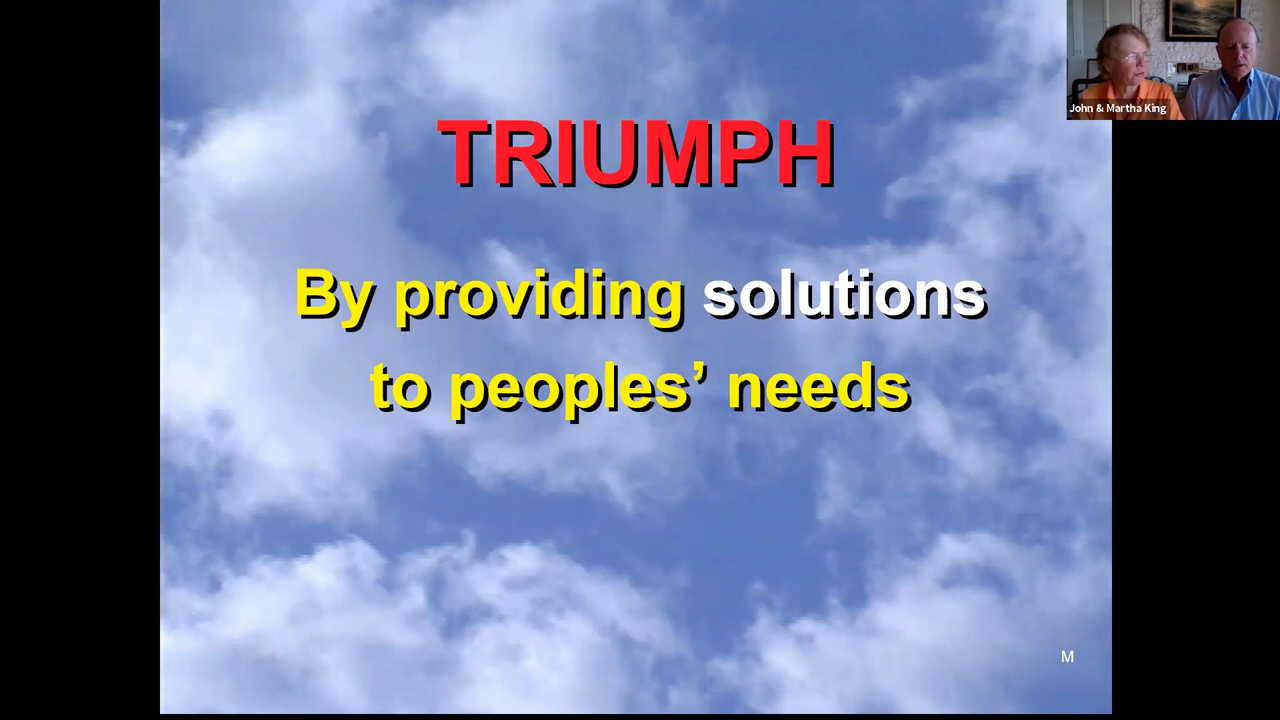 John & Martha King
TRIUMPH
By providing solutions
to peoples’ needs
M